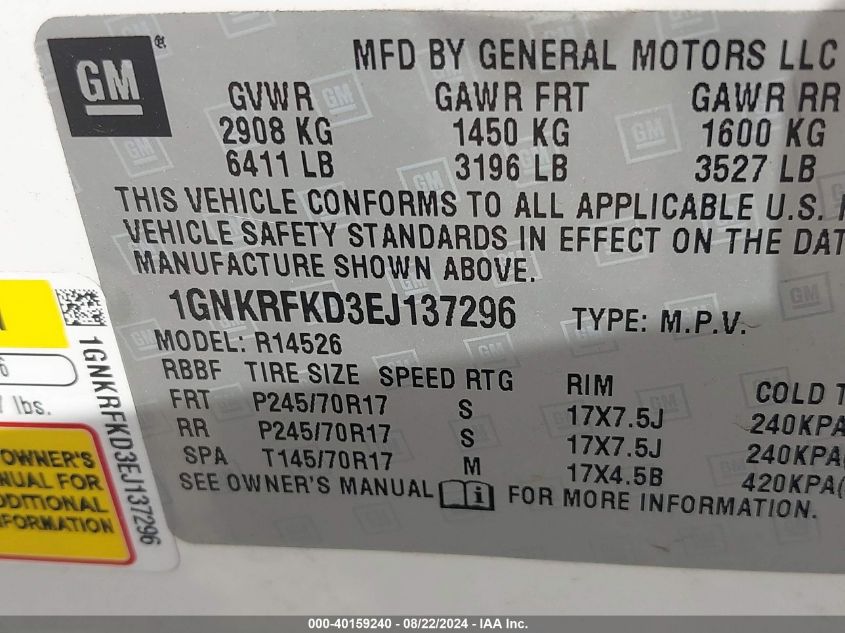 GM
MFD BY GENERAL MOTORS LLC
GVWR GAWR FRT GAWR RR
2908 KG 1450 KG 1600 KG
6411 LB 3196 LB 3527 LB
THIS VEHICLE CONFORMS TO ALL APPLICABLE U.S.
VEHICLE SAFETY STANDARDS IN EFFECT ON THE DAT
MANUFACTURE SHOWN ABOVE.
1GNKRFKD3EJ137296 TYPE: M.P.V.
MODEL: R14526
RBBF TIRE SIZE SPEED RTG RIM COLD T
FRT P245/70R17 S 17X7.5J 240KPA
RR P245/70R17 S 17X7.5J 240KPA(
SPA T145/70R17 M 17X4.5B 420KPA(
SEE OWNER'S MANUAL FOR MORE INFORMATION.
1GNKRFKD3EJ137296
6
lbs.
OWNER'S
NUAL FOR
DDITIONAL
FORMATION
000-40159240 - 08/22/2024 - IAA Inc.